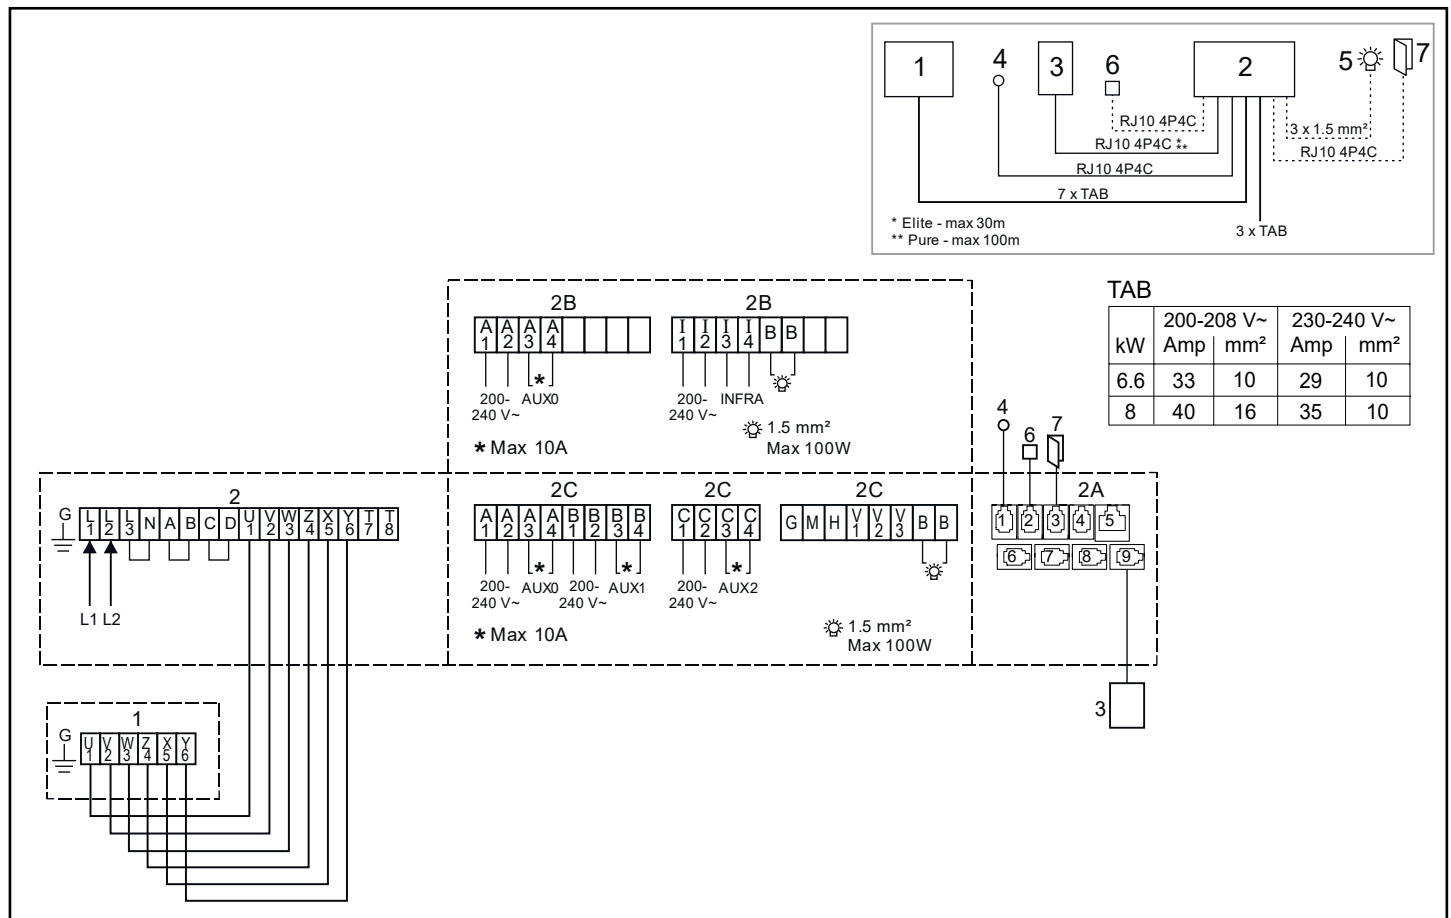 1
4
3
6
2
5
7
RJ10 4P4C
3 x 1.5 mm²
RJ10 4P4C *
**
RJ10 4P4C
RJ10 4P4C
7 x TAB
* Elite - max 30m
** Pure - max 100m
3 x TAB
TAB
200-208 V~ 230-240 V~
kW Amp mm² Amp mm²
6.6 33 10 29 10
8 40 16 35 10
2B
A1 A2 A3 A4
*
200-240 V~
AUX0
* Max 10A
2B
I1 I2 I3 I4 B B
200-240 V~
INFRA
1.5 mm²
Max 100W
4
6
7
2
G
L1 L2 L3 N A B C D U1 V2 W3 Z4 X5 Y6 T7 T8
L1 L2
2C
A1 A2 A3 A4 B1 B2 B3 B4
* *
200-240 V~
AUX0
200-240 V~
AUX1
* Max 10A
2C
C1 C2 C3 C4
*
200-240 V~
AUX2
2C
G M H V1 V2 V3 B B
1.5 mm²
Max 100W
2A
1 2 3 4 5
6 7 8 9
3
1
G
U1 V2 W3 Z4 X5 Y6